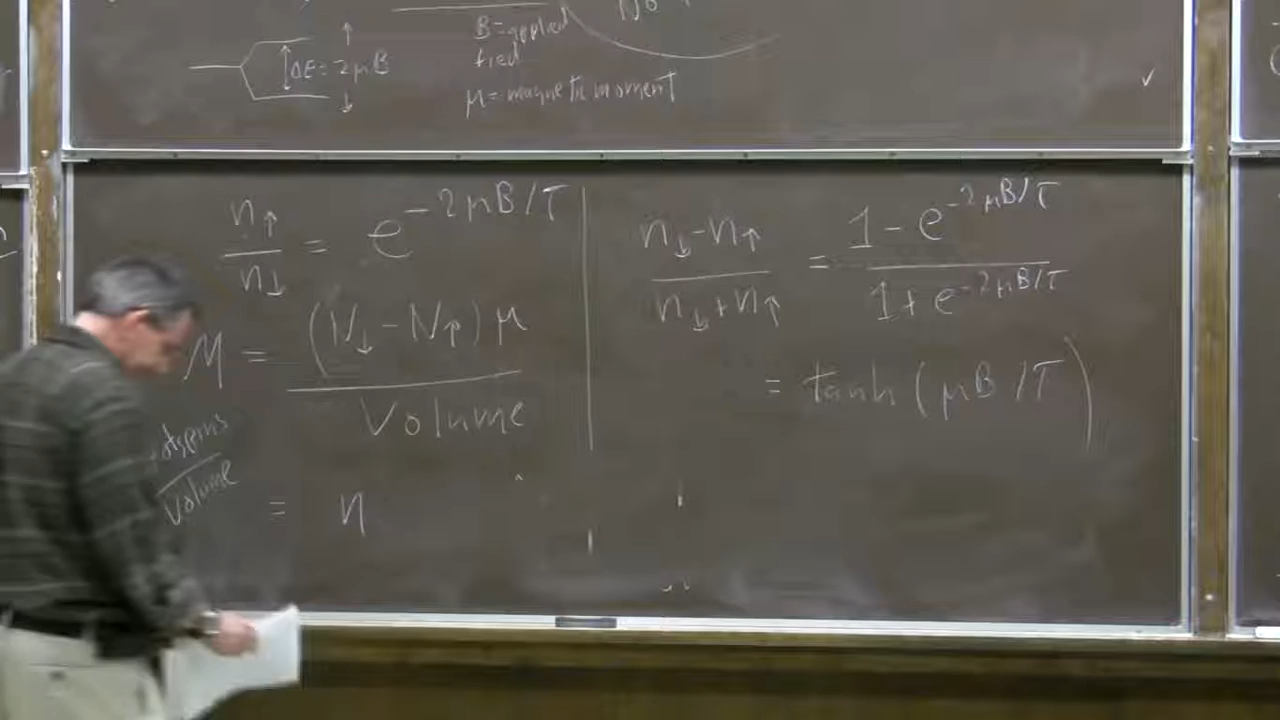 B=applied
ΔE=2μB
field
μ=magnetic moment
n↑/n↓ = e^{-2μB/τ}
(n↓-n↑)/(n↓+n↑) = (1-e^{-2μB/τ})/(1+e^{-2μB/τ})
M = (N↓-N↑)μ/Volume
= tanh(μB/τ)
Volume
= n